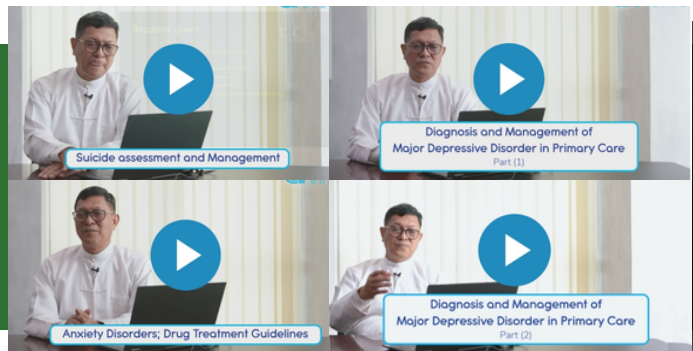 Suicide assessment and Management
Diagnosis and Management of
Major Depressive Disorder in Primary Care
Part (1)
Anxiety Disorders; Drug Treatment Guidelines
Diagnosis and Management of
Major Depressive Disorder in Primary Care
Part (2)